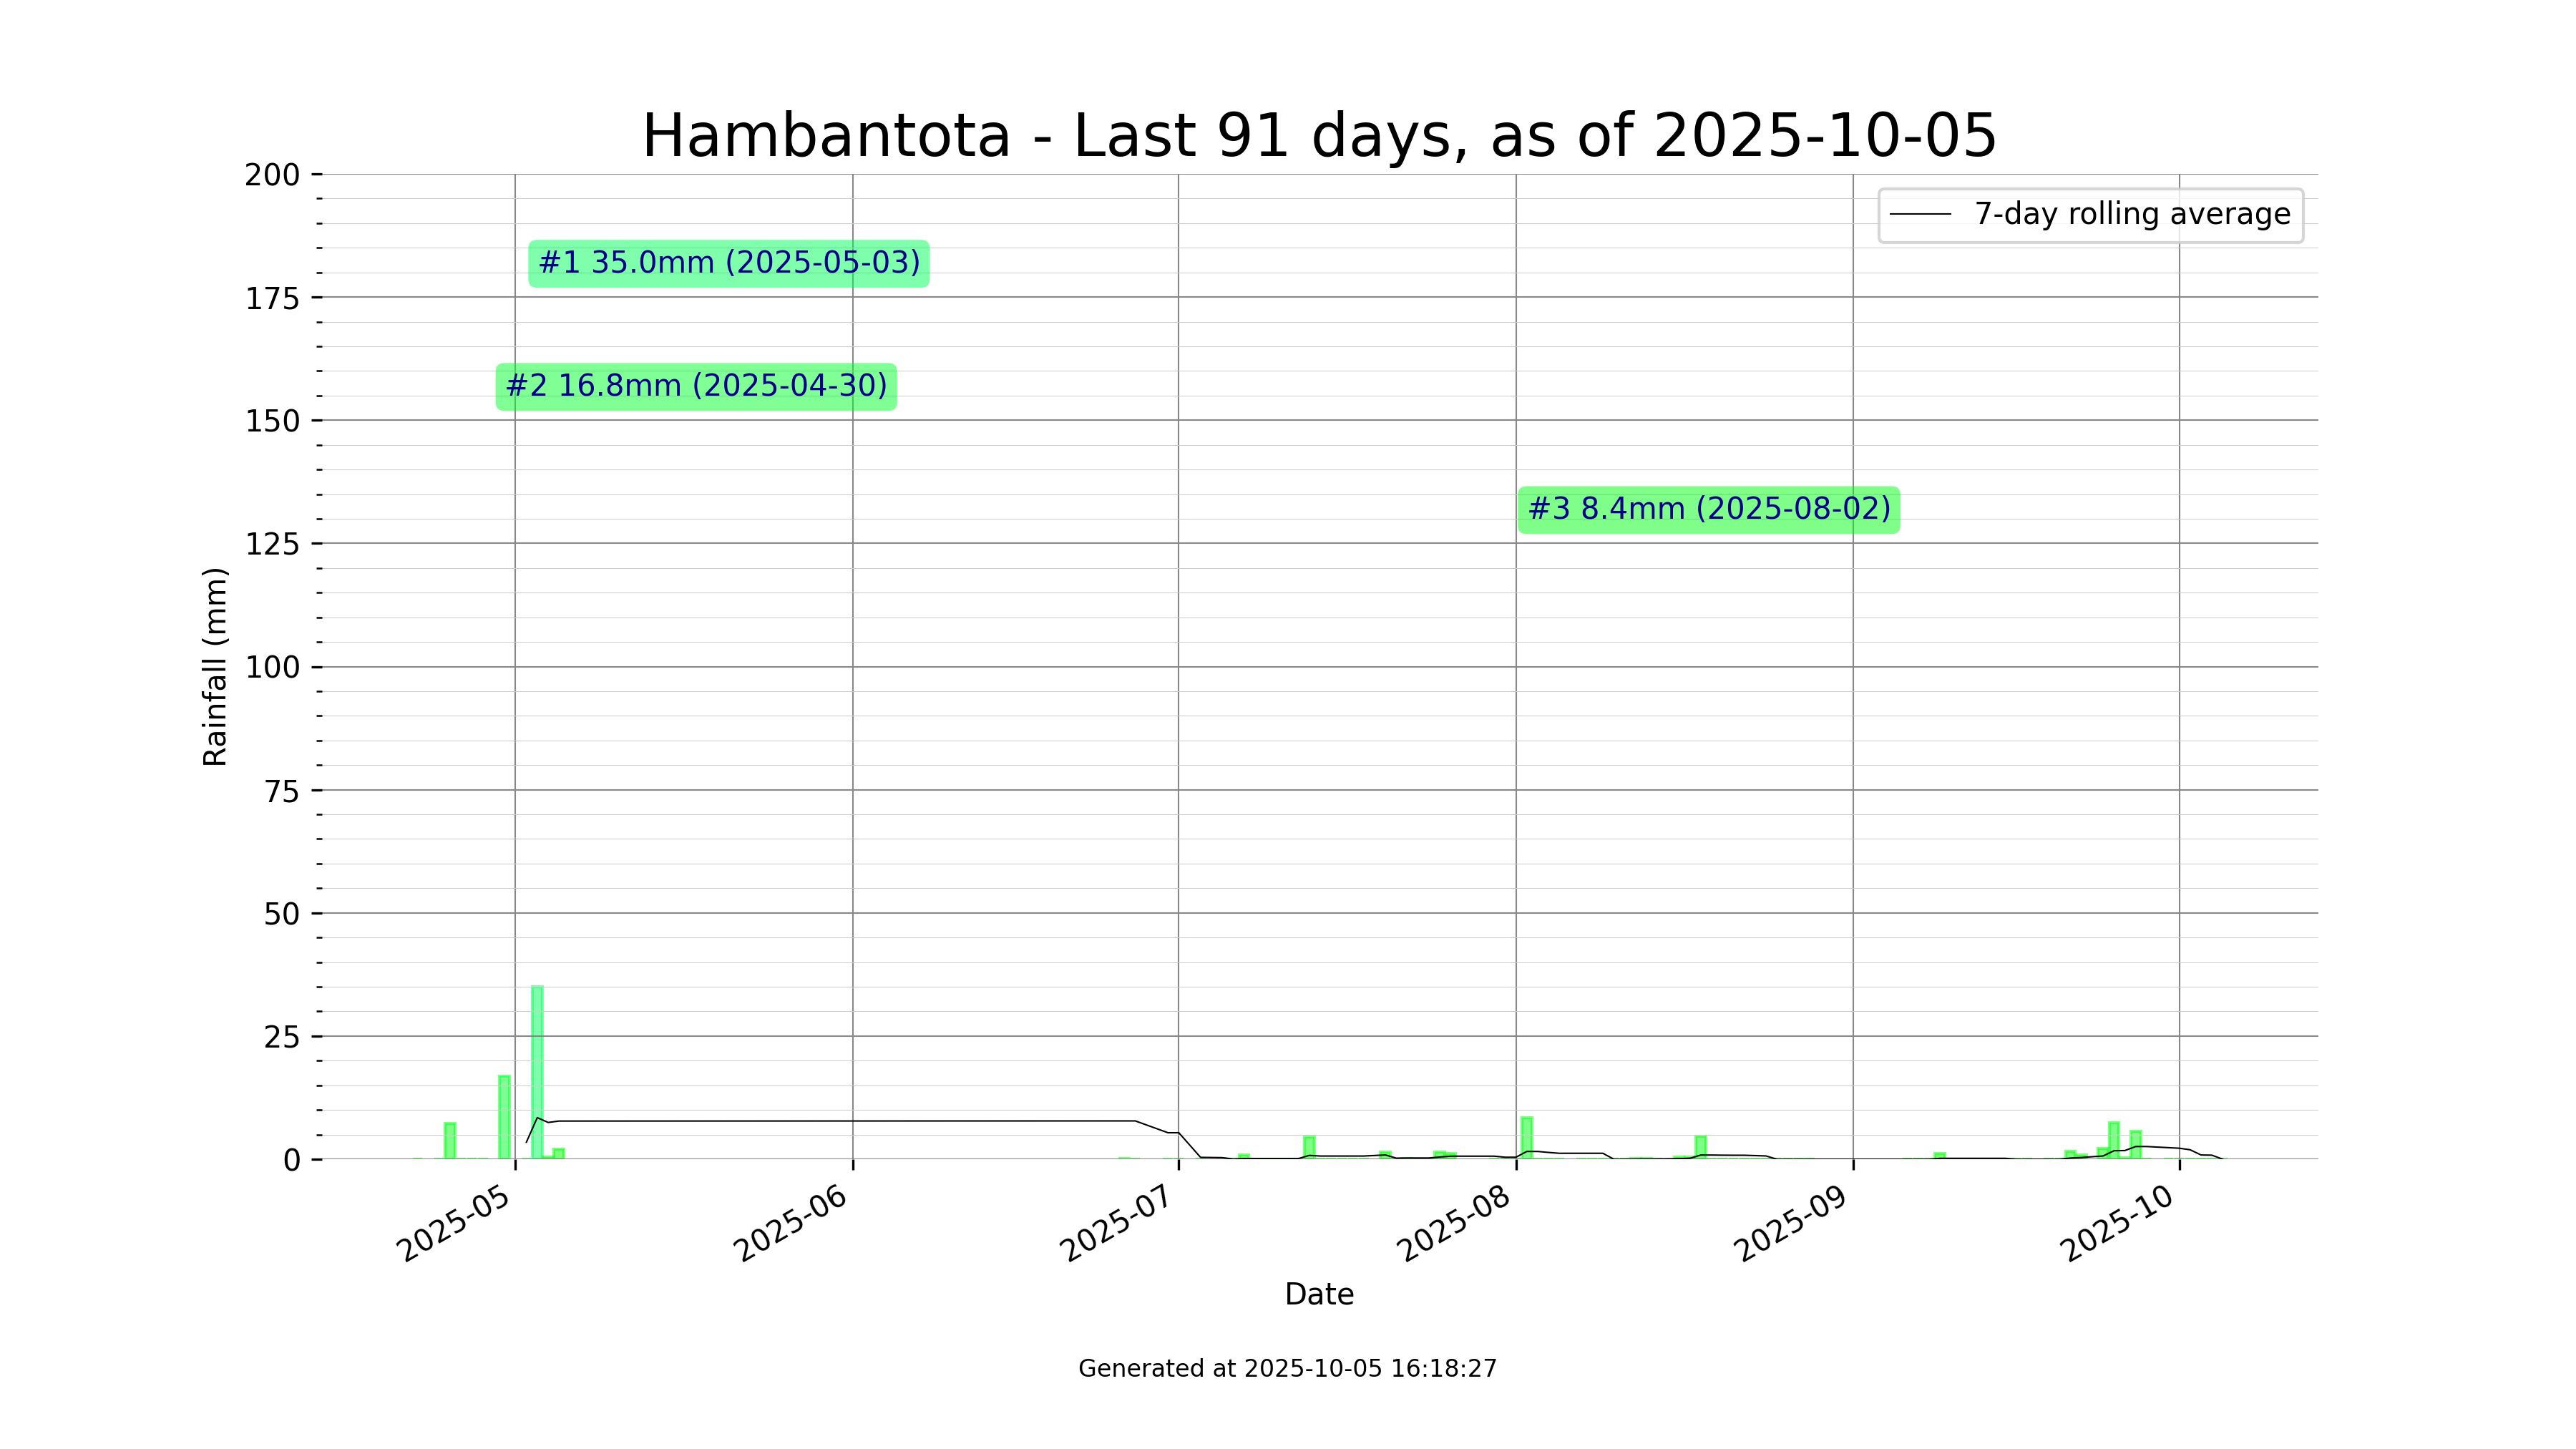 Hambantota - Last 91 days, as of 2025-10-05
7-day rolling average
#1 35.0mm (2025-05-03)
#2 16.8mm (2025-04-30)
#3 8.4mm (2025-08-02)
Rainfall (mm)
200
175
150
125
100
75
50
25
0
2025-05
2025-06
2025-07
2025-08
2025-09
2025-10
Date
Generated at 2025-10-05 16:18:27